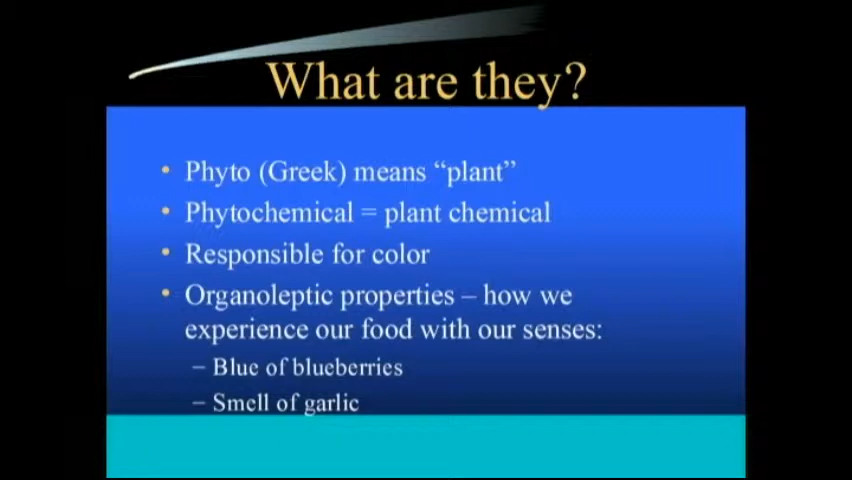 What are they?
• Phyto (Greek) means “plant”
• Phytochemical = plant chemical
• Responsible for color
• Organoleptic properties – how we
experience our food with our senses:
– Blue of blueberries
– Smell of garlic